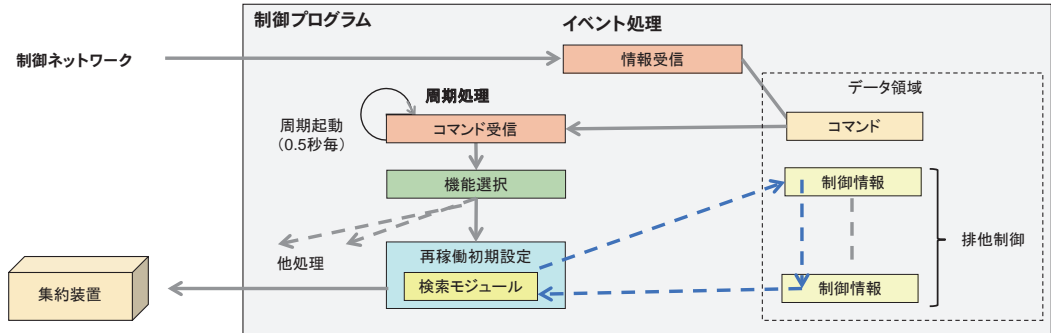 制御プログラム
イベント処理
制御ネットワーク
情報受信
データ領域
周期処理
コマンド
周期起動
(0.5秒毎)
コマンド受信
機能選択
制御情報
排他制御
他処理
再稼働初期設定
検索モジュール
制御情報
集約装置